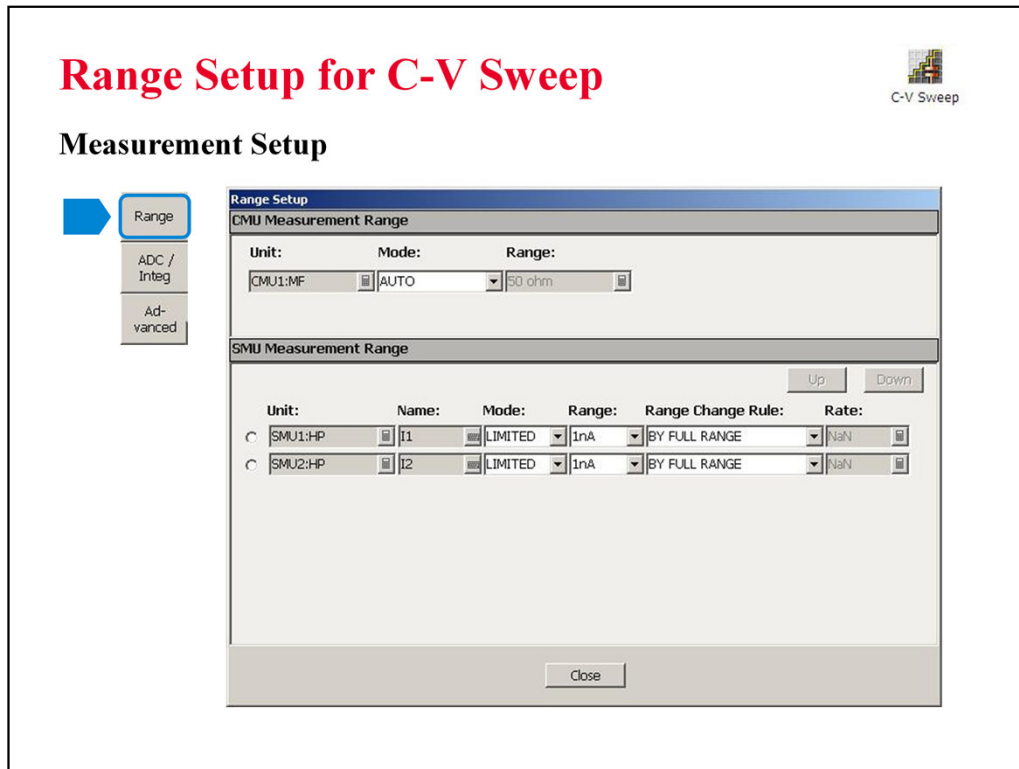 Range Setup for C-V Sweep
C-V Sweep
Measurement Setup
Range
ADC /
Integ
Ad-
vanced
Range Setup
CMU Measurement Range
Unit: Mode: Range:
CMU1:MF AUTO 50 ohm
SMU Measurement Range
Up Down
Unit: Name: Mode: Range: Range Change Rule: Rate:
SMU1:HP I1 LIMITED 1nA BY FULL RANGE NaN
SMU2:HP I2 LIMITED 1nA BY FULL RANGE NaN
Close